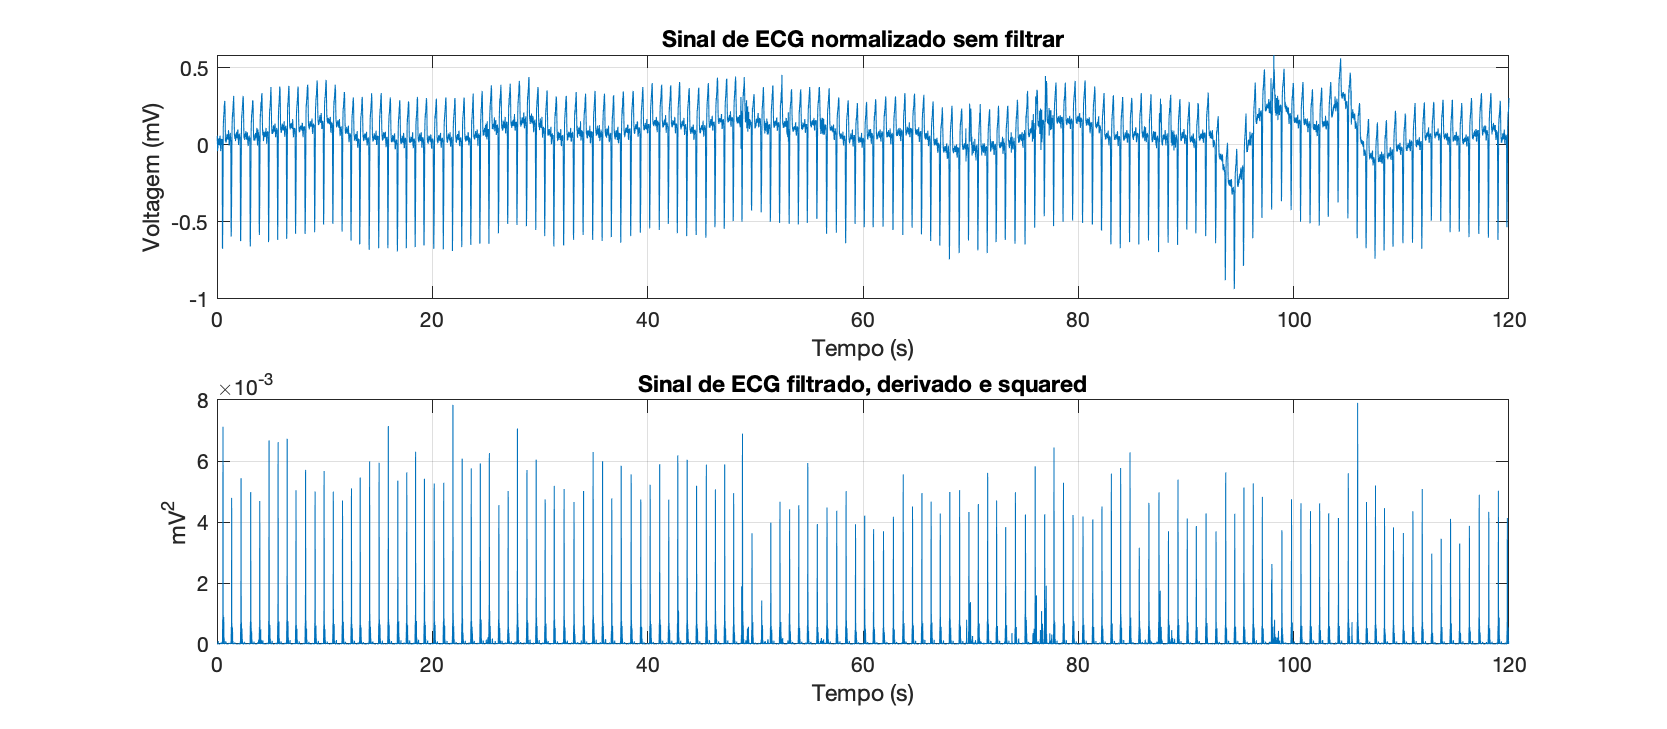 Sinal de ECG normalizado sem filtrar
Voltagem (mV)
0.5
0
-0.5
-1
0 20 40 60 80 100 120
Tempo (s)
Sinal de ECG filtrado, derivado e squared
×10⁻³
mV²
8
6
4
2
0
0 20 40 60 80 100 120
Tempo (s)